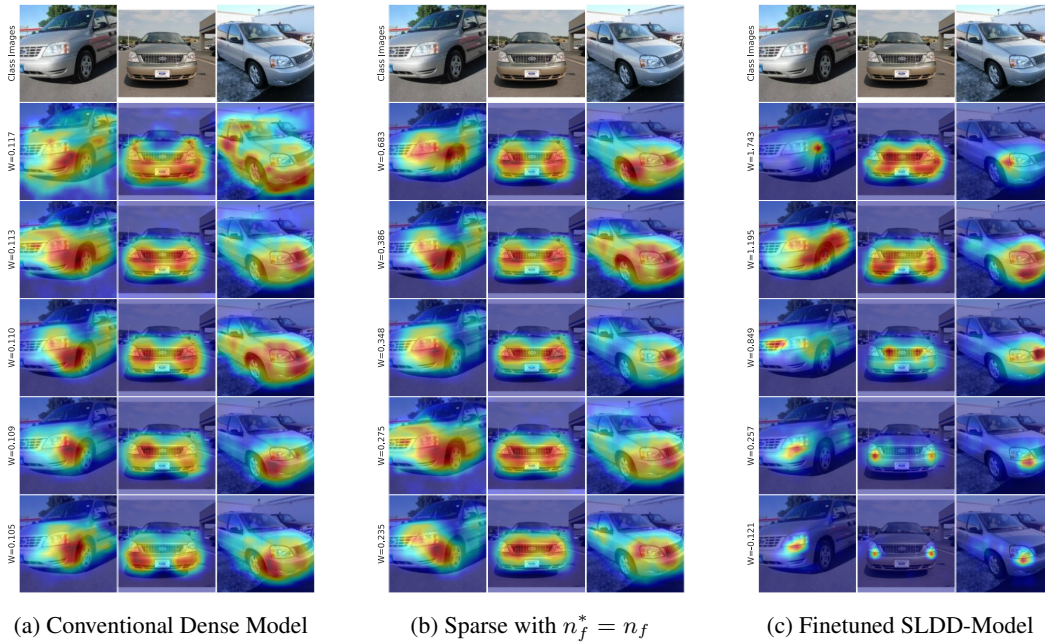 Class Images
W=0,117
W=0,113
W=0,110
W=0,109
W=0,105
(a) Conventional Dense Model
Class Images
W=0,683
W=0,386
W=0,348
W=0,275
W=0,235
(b) Sparse with n_f^* = n_f
Class Images
W=1,743
W=1,195
W=0,849
W=0,257
W=-0,121
(c) Finetuned SLDD-Model